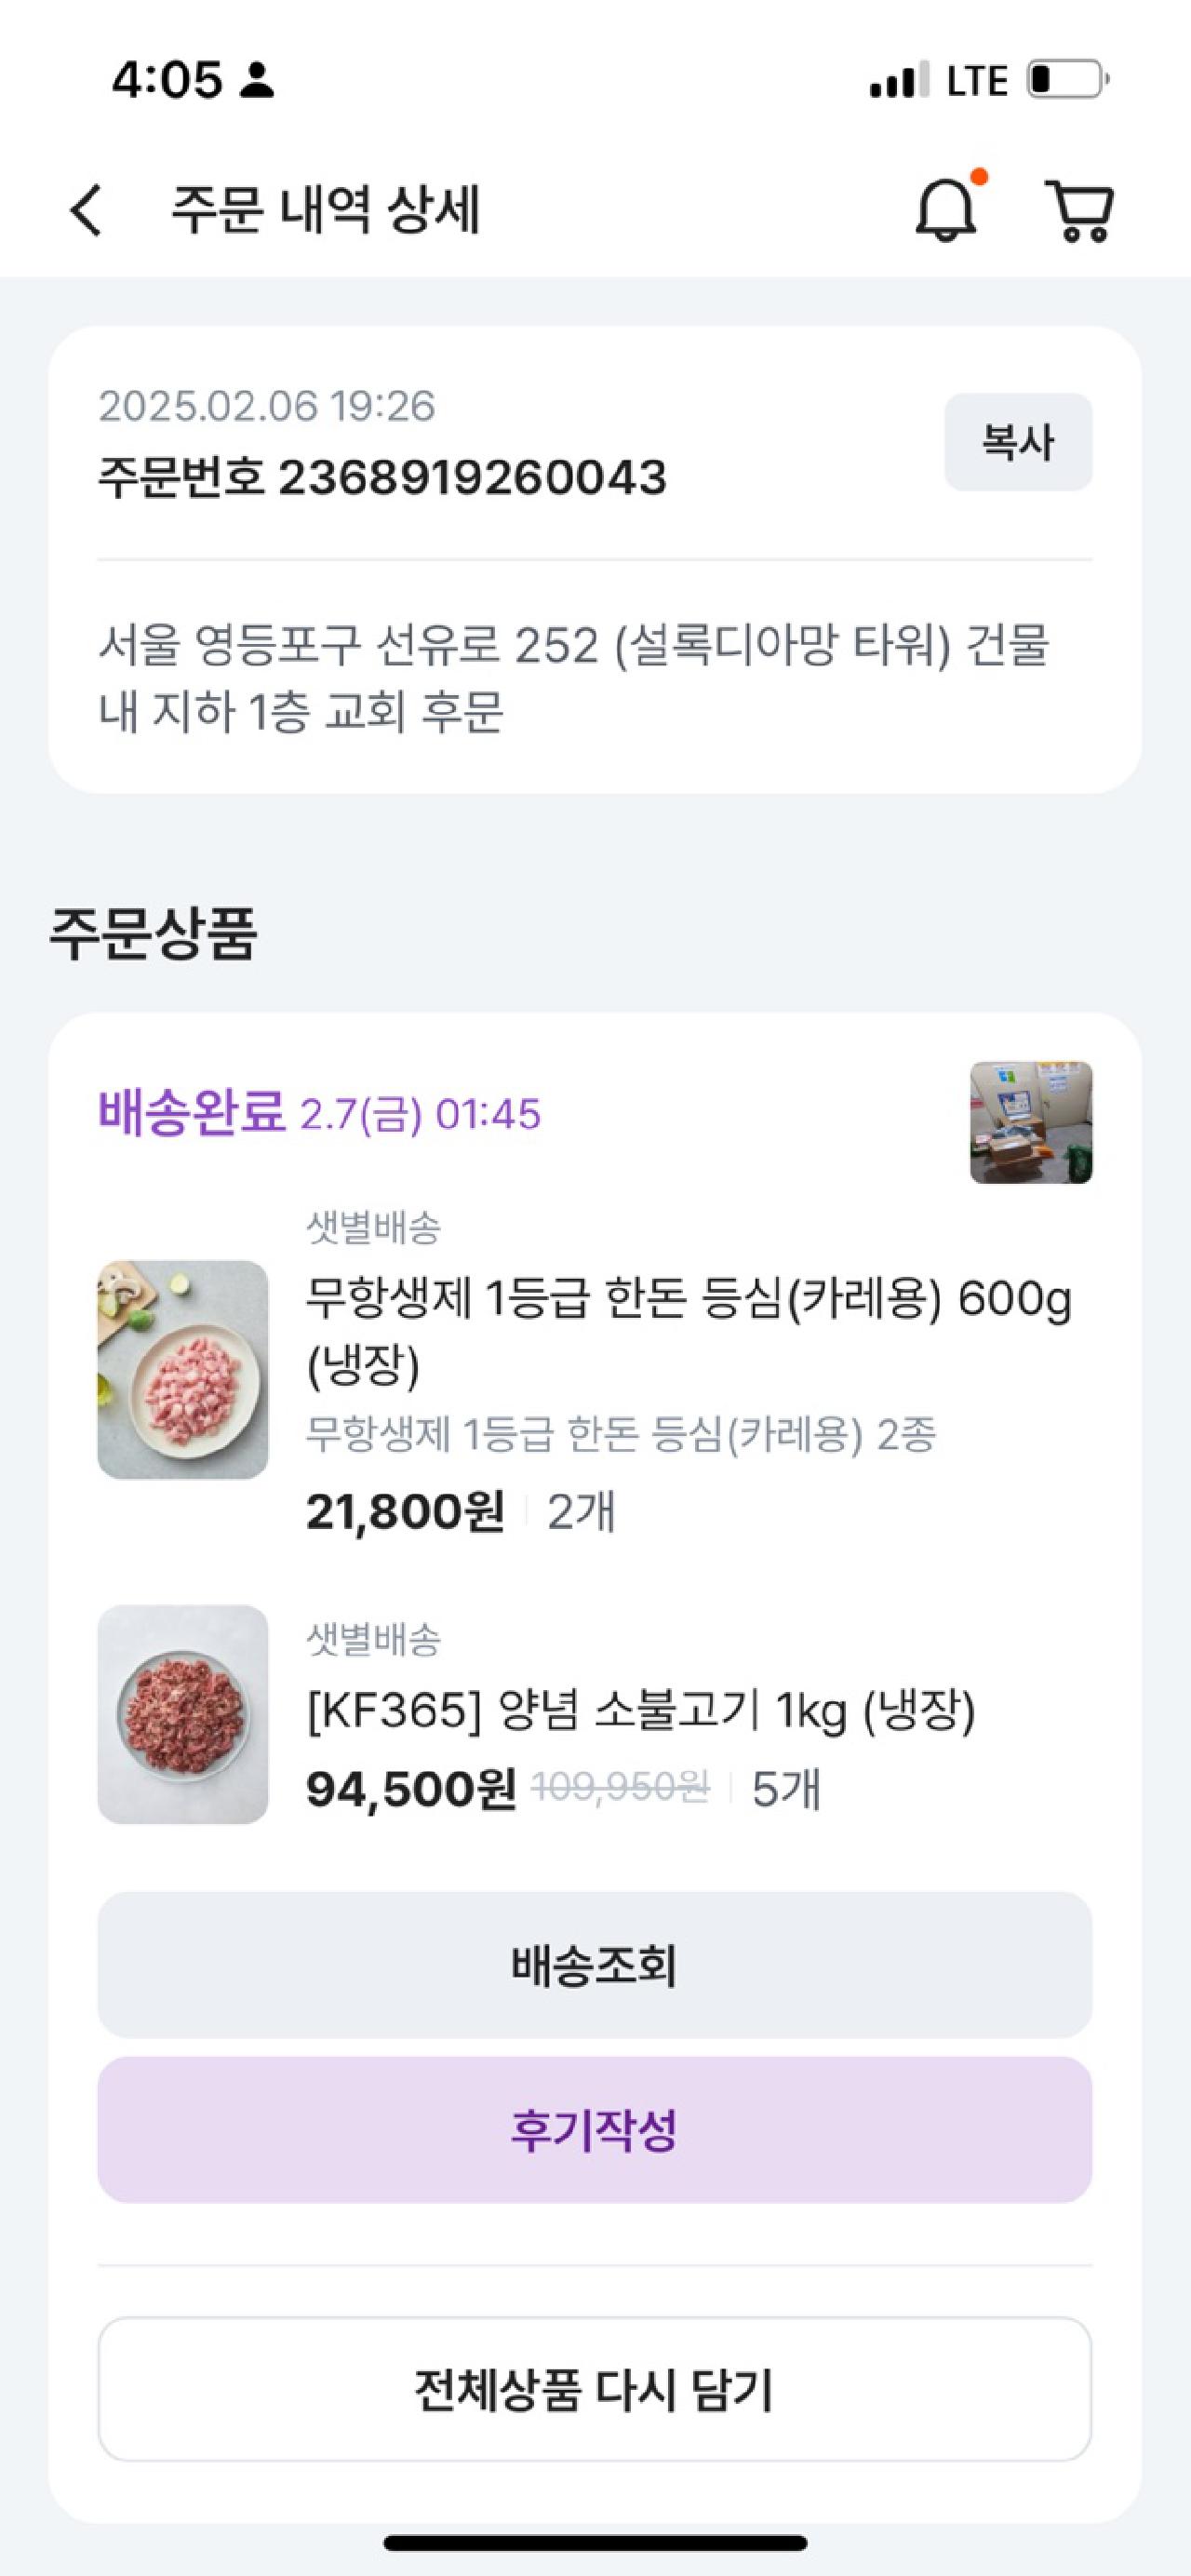 4:05
LTE
주문 내역 상세
2025.02.06 19:26
주문번호 2368919260043
복사
서울 영등포구 선유로 252 (설록디아망 타워) 건물
내 지하 1층 교회 후문
주문상품
배송완료 2.7(금) 01:45
샛별배송
무항생제 1등급 한돈 등심(카레용) 600g
(냉장)
무항생제 1등급 한돈 등심(카레용) 2종
21,800원 2개
샛별배송
[KF365] 양념 소불고기 1kg (냉장)
94,500원 109,950원 5개
배송조회
후기작성
전체상품 다시 담기